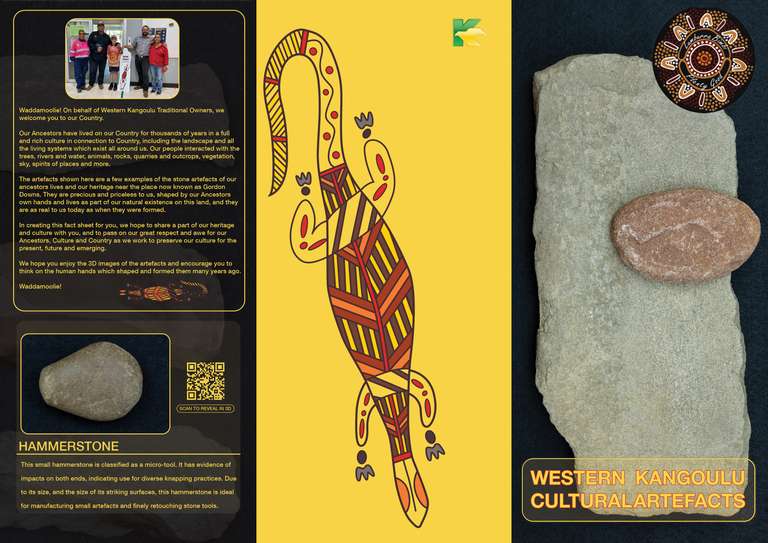 Waddamoolie! On behalf of Western Kangoulu Traditional Owners, we
welcome you to our Country.
Our Ancestors have lived on our Country for thousands of years in a full
and rich culture in connection to Country, including the landscape and all
the living systems which exist all around us. Our people interacted with the
trees, rivers and water, animals, rocks, quarries and outcrops, vegetation,
sky, spirits of places and more.
The artefacts shown here are a few examples of the stone artefacts of our
ancestors lives and our heritage near the place now known as Gordon
Downs. They are precious and priceless to us, shaped by our Ancestors
own hands and lives as part of our natural existence on this land, and they
are as real to us today as when they were formed.
In creating this fact sheet for you, we hope to share a part of our heritage
and culture with you, and to pass on our great respect and awe for our
Ancestors, Culture and Country as we work to preserve our culture for the
present, future and emerging.
We hope you enjoy the 3D images of the artefacts and encourage you to
think on the human hands which shaped and formed them many years ago.
Waddamoolie!
SCAN TO REVEAL IN 3D
HAMMERSTONE
This small hammerstone is classified as a micro-tool. It has evidence of
impacts on both ends, indicating use for diverse knapping practices. Due
to its size, and the size of its striking surfaces, this hammerstone is ideal
for manufacturing small artefacts and finely retouching stone tools.
WESTERN KANGOULU
CULTURALARTEFACTS